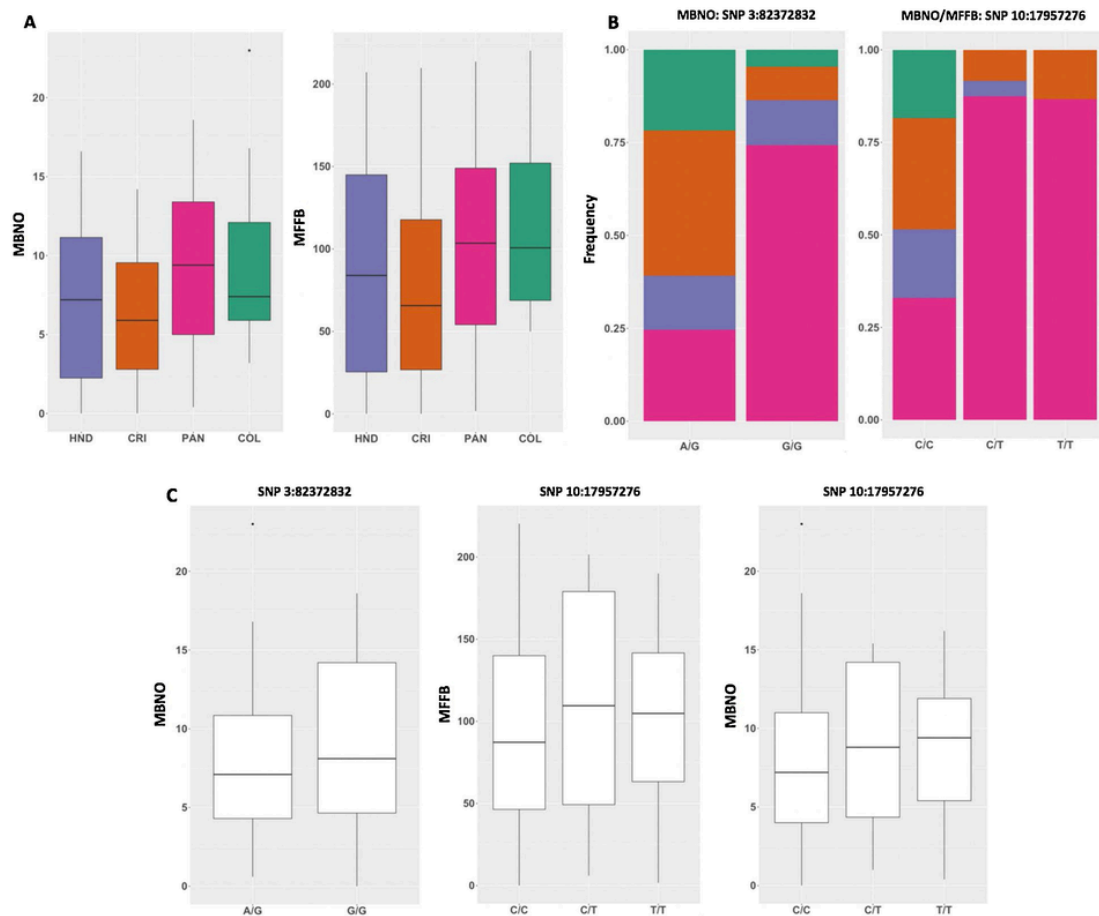 A
MBNO
20
15
10
5
0
HND CRI PAN COL
MFFB
200
150
100
50
0
HND CRI PAN COL
B
MBNO: SNP 3:82372832
Frequency
1.00
0.75
0.50
0.25
0.00
A/G G/G
MBNO/MFFB: SNP 10:17957276
1.00
0.75
0.50
0.25
0.00
C/C C/T T/T
C
SNP 3:82372832
MBNO
20
15
10
5
0
A/G G/G
SNP 10:17957276
MFFB
200
150
100
50
0
C/C C/T T/T
SNP 10:17957276
MBNO
20
15
10
5
0
C/C C/T T/T